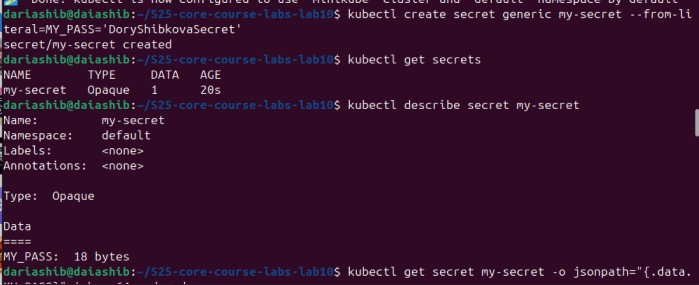 Done! kubectl is now configured to use "minikube" cluster and "default" namespace by default
dariashib@daiashib:~/S25-core-course-labs-lab10$ kubectl create secret generic my-secret --from-li
teral=MY_PASS='DoryShibkovaSecret'
secret/my-secret created
dariashib@daiashib:~/S25-core-course-labs-lab10$ kubectl get secrets
NAME        TYPE     DATA   AGE
my-secret   Opaque   1      20s
dariashib@daiashib:~/S25-core-course-labs-lab10$ kubectl describe secret my-secret
Name:         my-secret
Namespace:    default
Labels:       <none>
Annotations:  <none>
Type:  Opaque
Data
====
MY_PASS:  18 bytes
dariashib@daiashib:~/S25-core-course-labs-lab10$ kubectl get secret my-secret -o jsonpath="{.data.